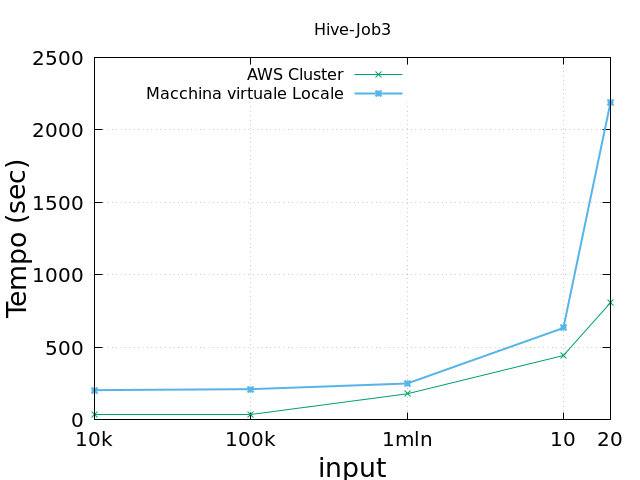 Hive-Job3
AWS Cluster
Macchina virtuale Locale
2500
2000
1500
1000
500
0
Tempo (sec)
10k 100k 1mln 10 20
input